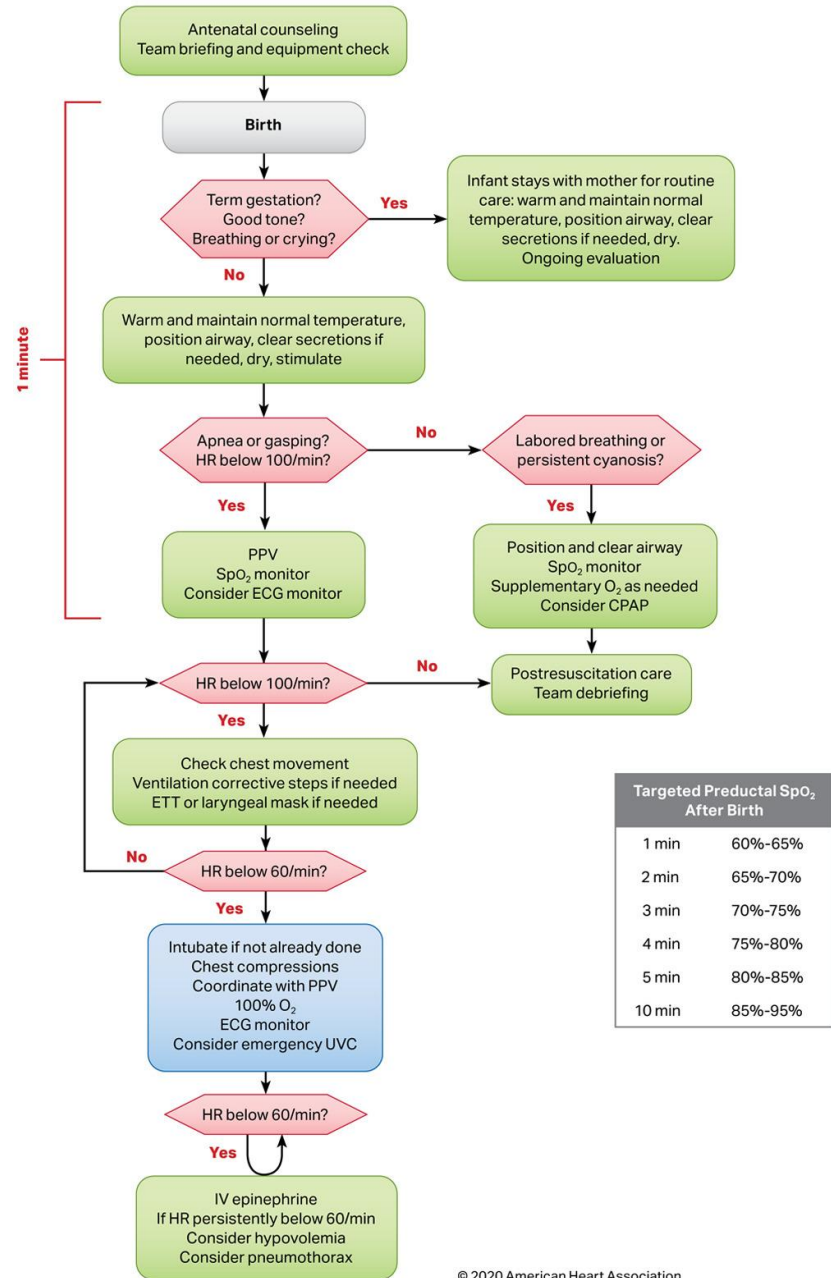 Antenatal counseling
Team briefing and equipment check
Birth
1 minute
Term gestation?
Good tone?
Breathing or crying?
Yes
Infant stays with mother for routine
care: warm and maintain normal
temperature, position airway, clear
secretions if needed, dry.
Ongoing evaluation
No
Warm and maintain normal temperature,
position airway, clear secretions if
needed, dry, stimulate
Apnea or gasping?
HR below 100/min?
No
Labored breathing or
persistent cyanosis?
Yes
Yes
PPV
SpO₂ monitor
Consider ECG monitor
Position and clear airway
SpO₂ monitor
Supplementary O₂ as needed
Consider CPAP
HR below 100/min?
No
Postresuscitation care
Team debriefing
Yes
Check chest movement
Ventilation corrective steps if needed
ETT or laryngeal mask if needed
No
HR below 60/min?
Yes
Intubate if not already done
Chest compressions
Coordinate with PPV
100% O₂
ECG monitor
Consider emergency UVC
HR below 60/min?
Yes
IV epinephrine
If HR persistently below 60/min
Consider hypovolemia
Consider pneumothorax
Targeted Preductal SpO₂
After Birth
1 min 60%-65%
2 min 65%-70%
3 min 70%-75%
4 min 75%-80%
5 min 80%-85%
10 min 85%-95%
© 2020 American Heart Association